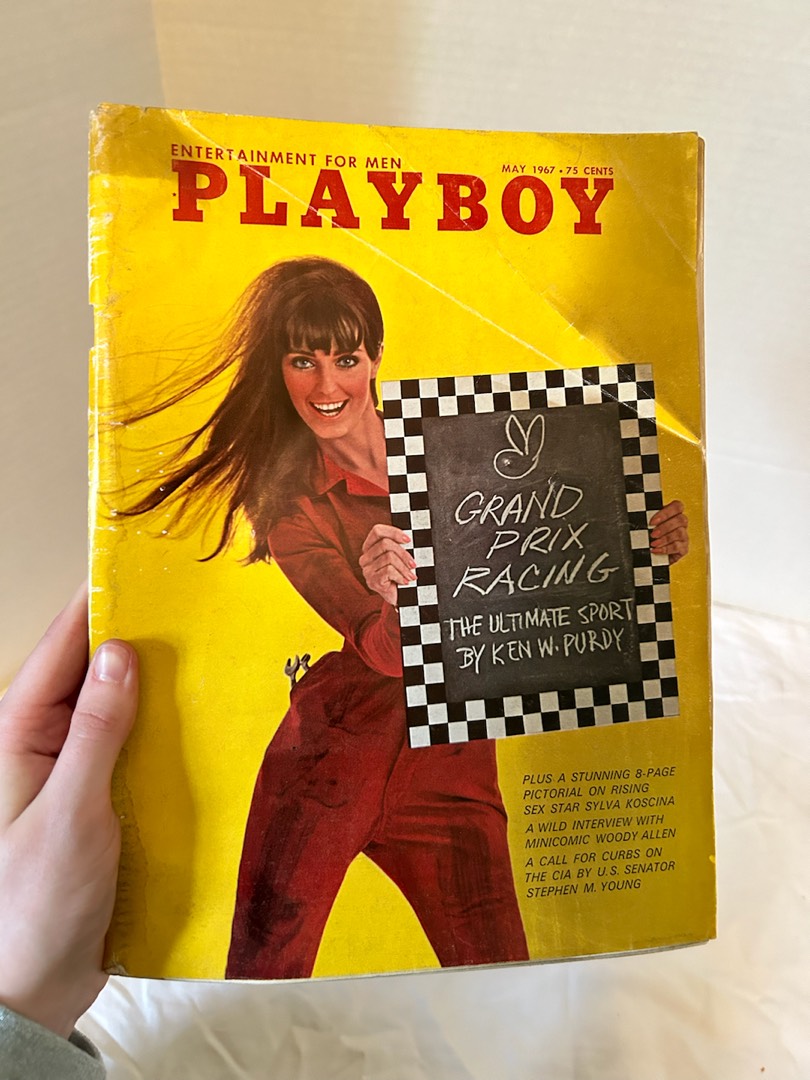 ENTERTAINMENT FOR MEN
MAY 1967 • 75 CENTS
PLAYBOY
GRAND
PRIX
RACING
THE ULTIMATE SPORT
BY KEN W. PURDY
PLUS A STUNNING 8-PAGE
PICTORIAL ON RISING
SEX STAR SYLVA KOSCINA
A WILD INTERVIEW WITH
MINICOMIC WOODY ALLEN
A CALL FOR CURBS ON
THE CIA BY U.S. SENATOR
STEPHEN M. YOUNG